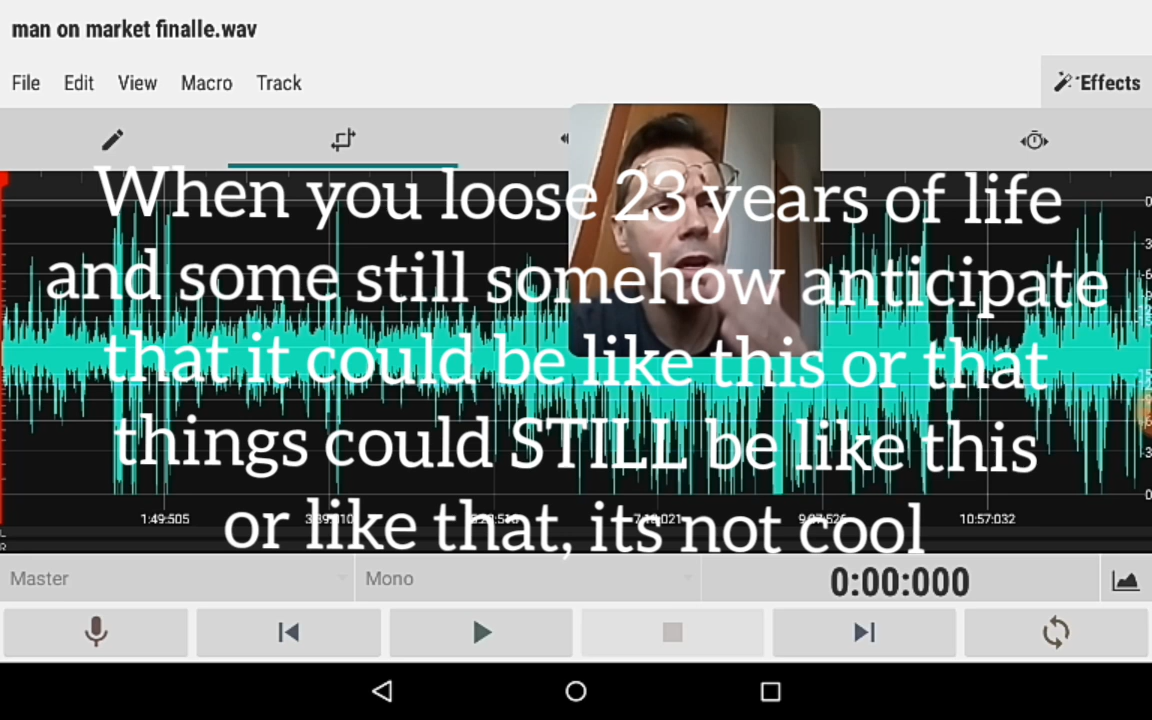 man on market finalle.wav
File Edit View Macro Track Effects
When you loose 23 years of life
and some still somehow anticipate
that it could be like this or that
things could STILL be like this
or like that, its not cool
1:49:505 10:57:032
Master Mono 0:00:000